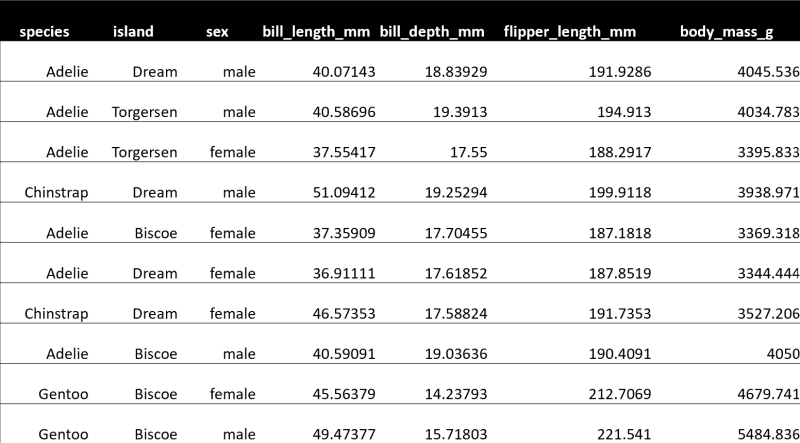 species island sex bill_length_mm bill_depth_mm flipper_length_mm body_mass_g
Adelie Dream male 40.07143 18.83929 191.9286 4045.536
Adelie Torgersen male 40.58696 19.3913 194.913 4034.783
Adelie Torgersen female 37.55417 17.55 188.2917 3395.833
Chinstrap Dream male 51.09412 19.25294 199.9118 3938.971
Adelie Biscoe female 37.35909 17.70455 187.1818 3369.318
Adelie Dream female 36.91111 17.61852 187.8519 3344.444
Chinstrap Dream female 46.57353 17.58824 191.7353 3527.206
Adelie Biscoe male 40.59091 19.03636 190.4091 4050
Gentoo Biscoe female 45.56379 14.23793 212.7069 4679.741
Gentoo Biscoe male 49.47377 15.71803 221.541 5484.836